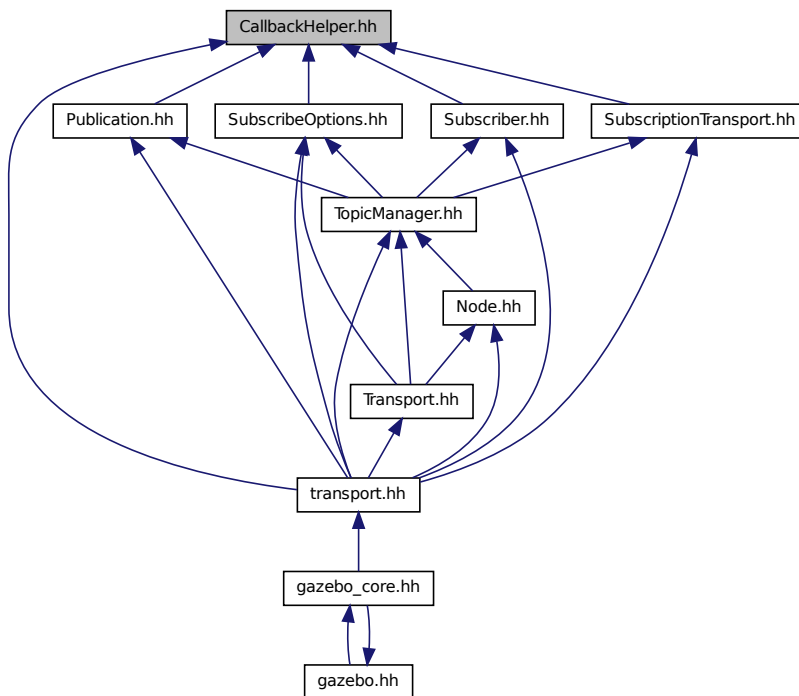 CallbackHelper.hh
Publication.hh
SubscribeOptions.hh
Subscriber.hh
SubscriptionTransport.hh
TopicManager.hh
Node.hh
Transport.hh
transport.hh
gazebo_core.hh
gazebo.hh